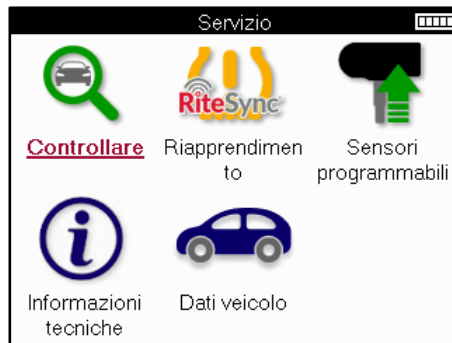 Servizio
RiteSync
Controllare
Riapprendimen
to
Sensori
programmabili
i
Informazioni
tecniche
Dati veicolo